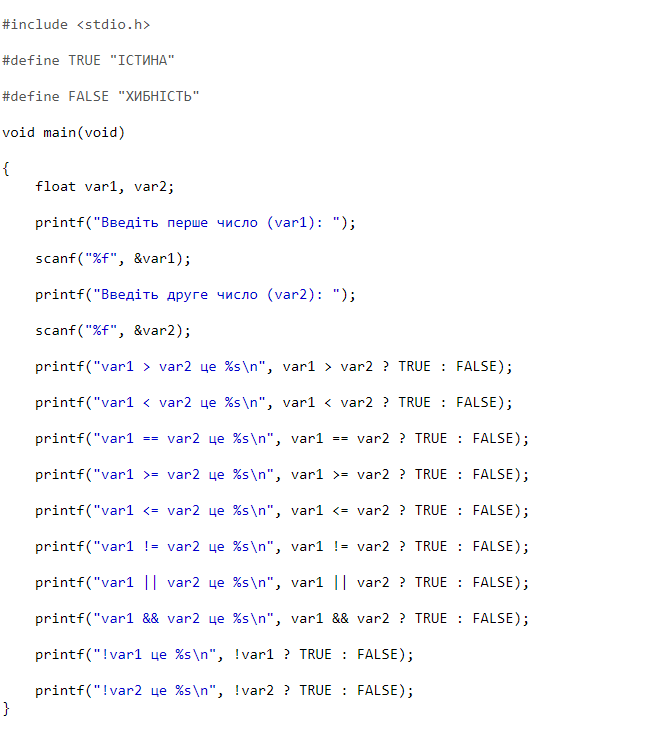 #include <stdio.h>
#define TRUE "ІСТИНА"
#define FALSE "ХИБНІСТЬ"
void main(void)
{
    float var1, var2;
    printf("Введіть перше число (var1): ");
    scanf("%f", &var1);
    printf("Введіть друге число (var2): ");
    scanf("%f", &var2);
    printf("var1 > var2 це %s\n", var1 > var2 ? TRUE : FALSE);
    printf("var1 < var2 це %s\n", var1 < var2 ? TRUE : FALSE);
    printf("var1 == var2 це %s\n", var1 == var2 ? TRUE : FALSE);
    printf("var1 >= var2 це %s\n", var1 >= var2 ? TRUE : FALSE);
    printf("var1 <= var2 це %s\n", var1 <= var2 ? TRUE : FALSE);
    printf("var1 != var2 це %s\n", var1 != var2 ? TRUE : FALSE);
    printf("var1 || var2 це %s\n", var1 || var2 ? TRUE : FALSE);
    printf("var1 && var2 це %s\n", var1 && var2 ? TRUE : FALSE);
    printf("!var1 це %s\n", !var1 ? TRUE : FALSE);
    printf("!var2 це %s\n", !var2 ? TRUE : FALSE);
}